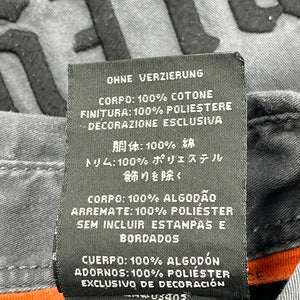 OHNE VERZIERUNG
CORPO: 100% COTONE
FINITURA: 100% POLIESTERE
DECORAZIONE ESCLUSIVA
胴体: 100% 綿
トリム: 100% ポリエステル
飾りを除く
CORPO: 100% ALGODÃO
ARREMATE: 100% POLIÉSTER
SEM INCLUIR ESTAMPAS E
BORDADOS
CUERPO: 100% ALGODÓN
ADORNOS: 100% POLIÉSTER
EXCLUSIVO DE DECORACIÓN